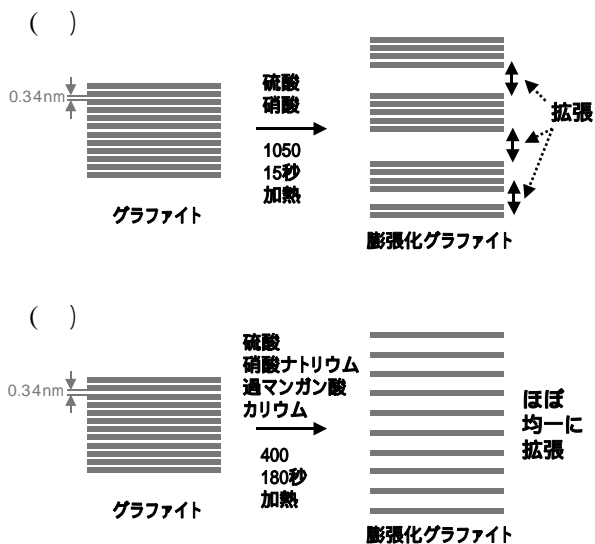 (　)
0.34nm
硫酸
硝酸
1050
15秒
加熱
拡張
グラファイト
膨張化グラファイト
(　)
0.34nm
硫酸
硝酸ナトリウム
過マンガン酸
カリウム
400
180秒
加熱
ほぼ
均一に
拡張
グラファイト
膨張化グラファイト